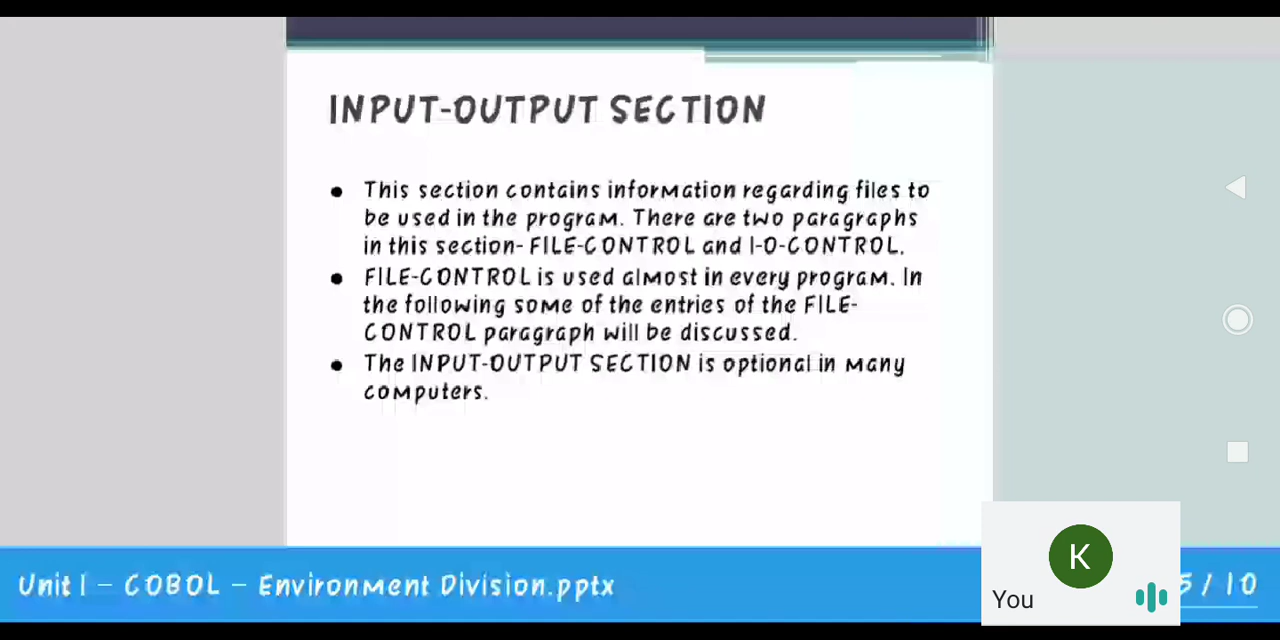 INPUT-OUTPUT SECTION
● This section contains information regarding files to
be used in the program. There are two paragraphs
in this section- FILE-CONTROL and I-O-CONTROL.
● FILE-CONTROL is used almost in every program. In
the following some of the entries of the FILE-
CONTROL paragraph will be discussed.
● The INPUT-OUTPUT SECTION is optional in many
computers.
K
You
Unit I – COBOL – Environment Division.pptx
5 / 10